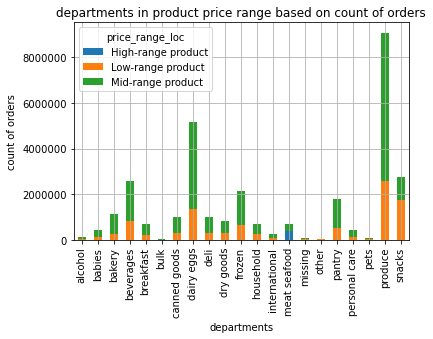 departments in product price range based on count of orders
price_range_loc
High-range product
Low-range product
Mid-range product
count of orders
8000000
6000000
4000000
2000000
0
alcohol
babies
bakery
beverages
breakfast
bulk
canned goods
dairy eggs
deli
dry goods
frozen
household
international
meat seafood
missing
other
pantry
personal care
pets
produce
snacks
departments